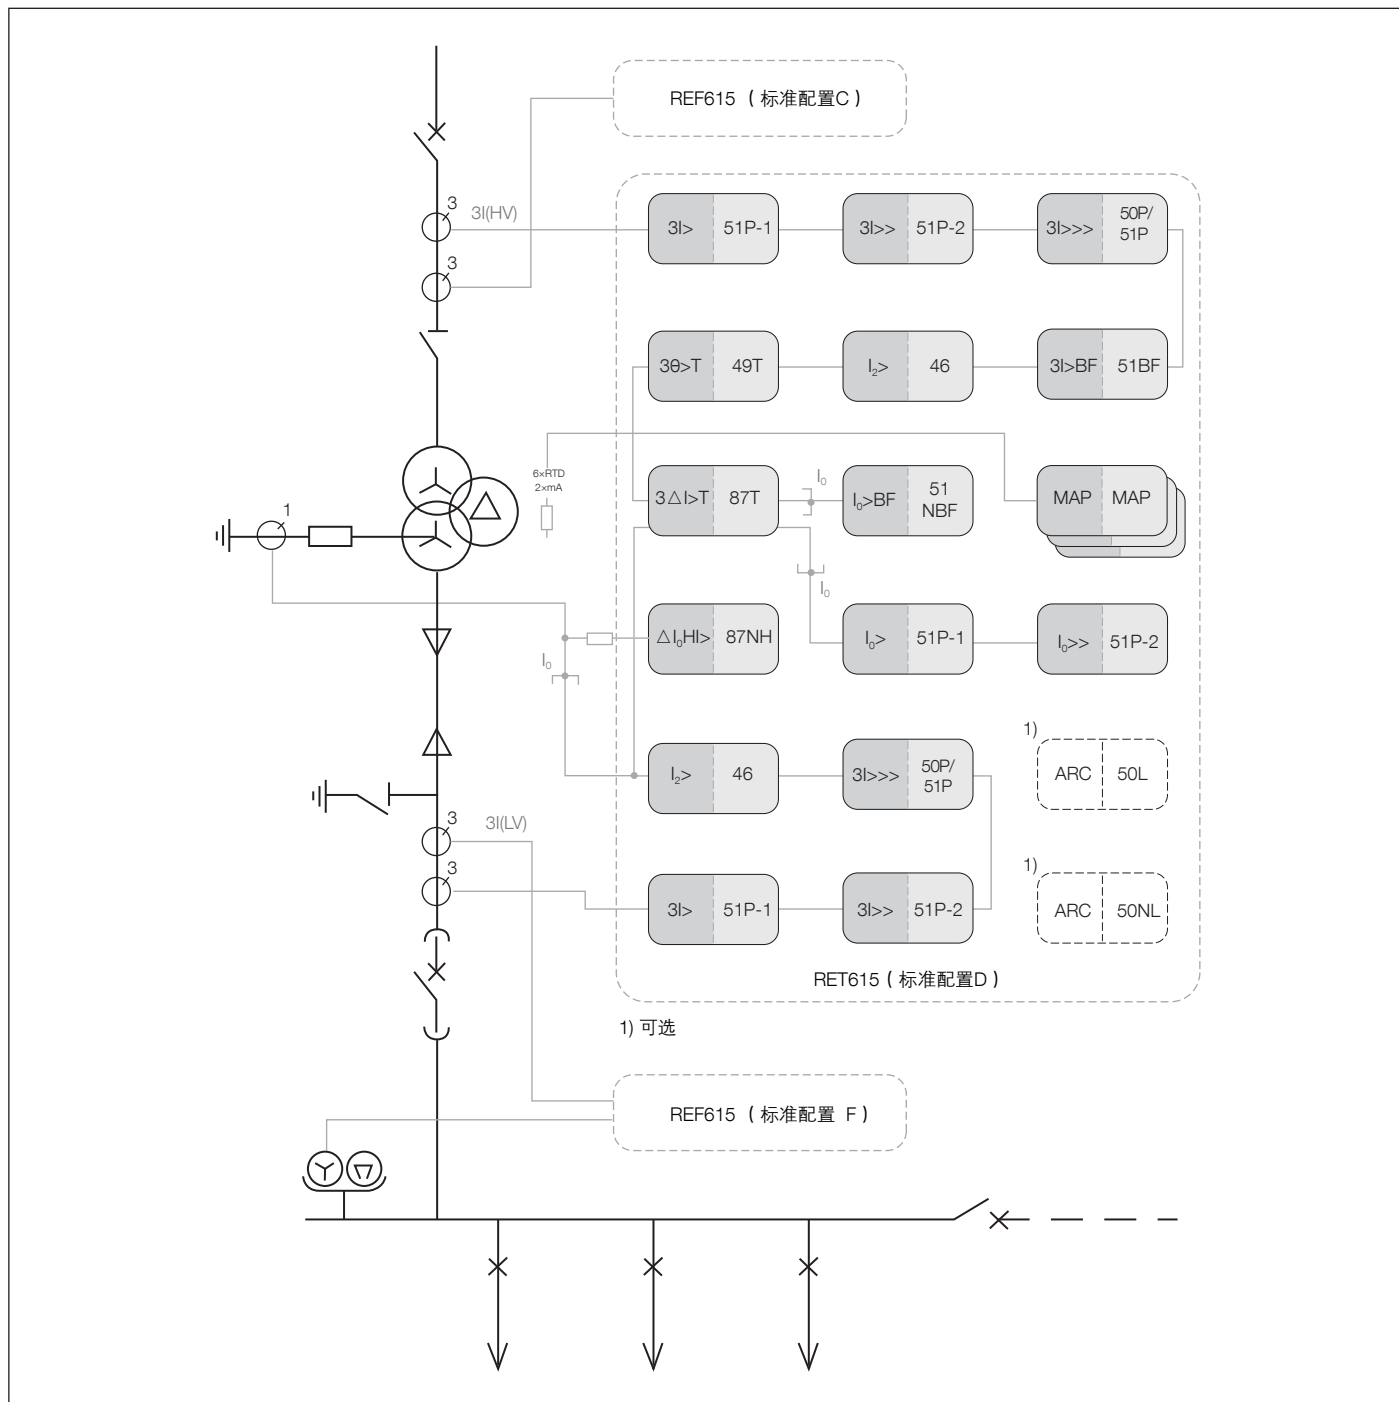 REF615 （标准配置C）
3
3I(HV)
3I> 51P-1
3I>> 51P-2
3I>>> 50P/
51P
3
3θ>T 49T
I₂> 46
3I>BF 51BF
6×RTD
2×mA
3△I>T 87T
I₀
I₀>BF 51
NBF
MAP MAP
1
I₀
△I₀HI> 87NH
I₀> 51P-1
I₀>> 51P-2
I₀
1)
I₂> 46
3I>>> 50P/
51P
ARC 50L
3
3I(LV)
1)
3
3I> 51P-1
3I>> 51P-2
ARC 50NL
RET615（标准配置D）
1) 可选
REF615 （标准配置 F）